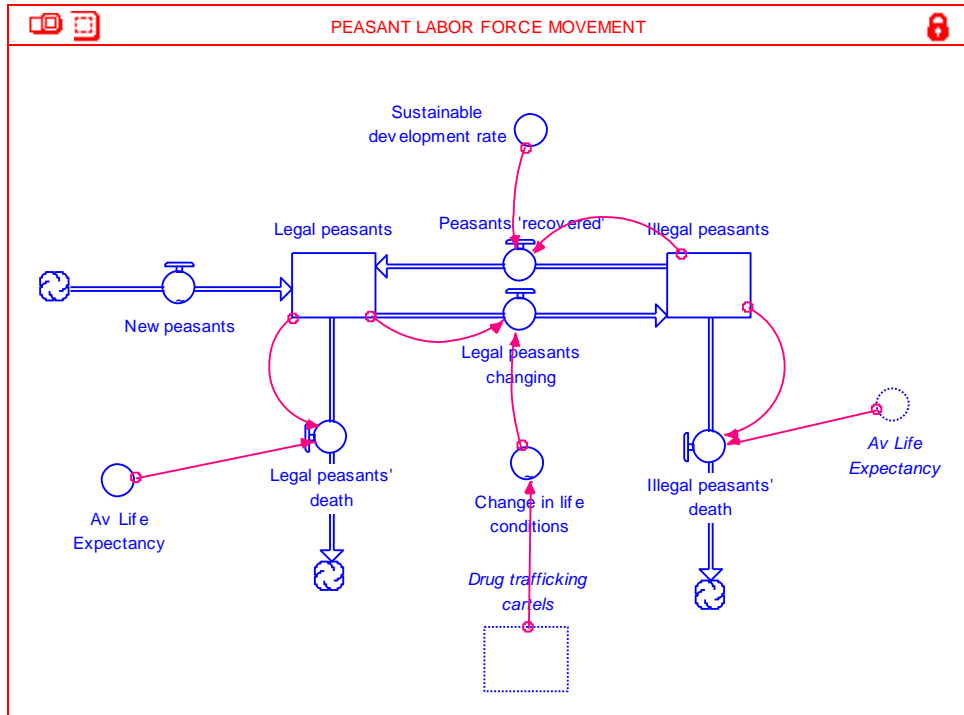 PEASANT LABOR FORCE MOVEMENT
Sustainable
development rate
Legal peasants
Peasants 'recovered'
Illegal peasants
New peasants
Legal peasants
changing
Av Life
Expectancy
Legal peasants'
death
Illegal peasants'
death
Change in life
conditions
Av Life
Expectancy
Drug trafficking
cartels